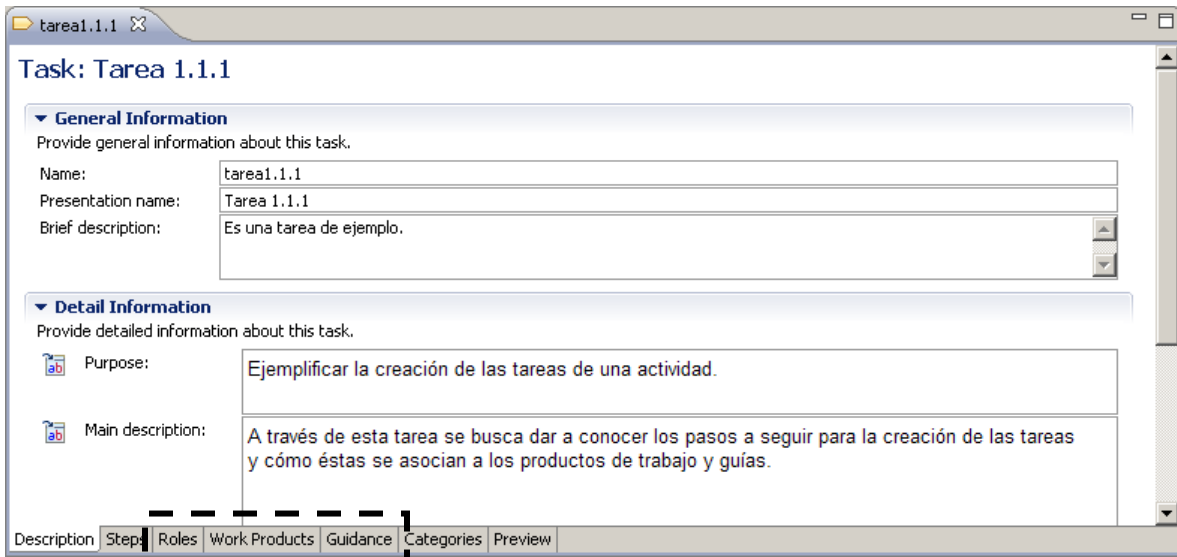 tarea1.1.1
Task: Tarea 1.1.1
General Information
Provide general information about this task.
Name: tarea1.1.1
Presentation name: Tarea 1.1.1
Brief description: Es una tarea de ejemplo.
Detail Information
Provide detailed information about this task.
Purpose: Ejemplificar la creación de las tareas de una actividad.
Main description: A través de esta tarea se busca dar a conocer los pasos a seguir para la creación de las tareas
y cómo éstas se asocian a los productos de trabajo y guías.
Description Steps Roles Work Products Guidance Categories Preview